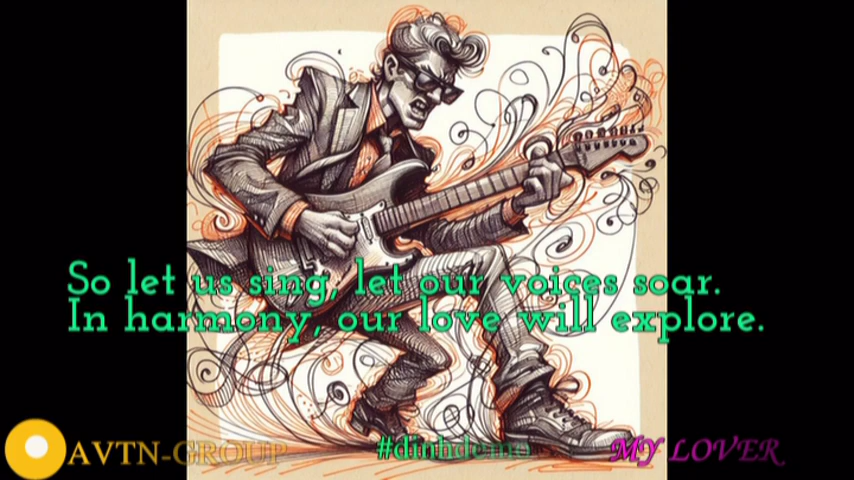 So let us sing, let our voices soar.
In harmony, our love will explore.
AVTN-GROUP
#dinhdemo
MY LOVER